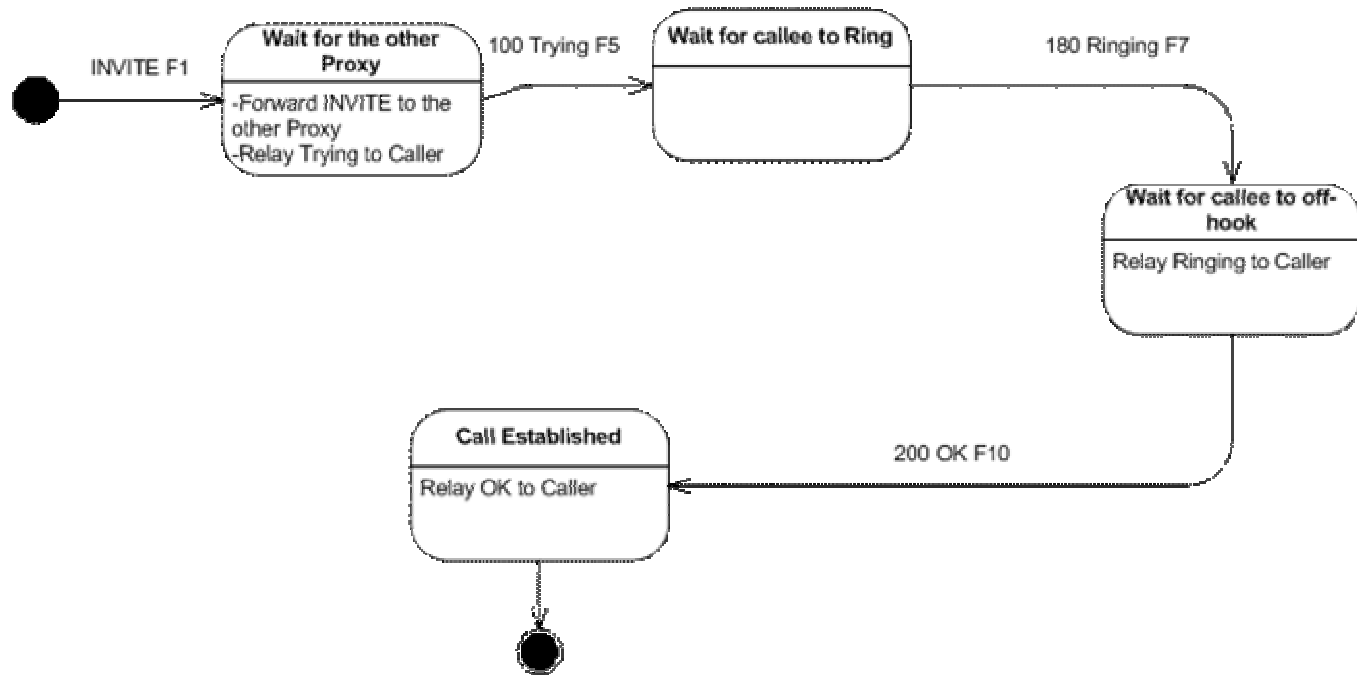 INVITE F1
Wait for the other
Proxy
-Forward INVITE to the
other Proxy
-Relay Trying to Caller
100 Trying F5
Wait for callee to Ring
180 Ringing F7
Wait for callee to off-
hook
Relay Ringing to Caller
200 OK F10
Call Established
Relay OK to Caller